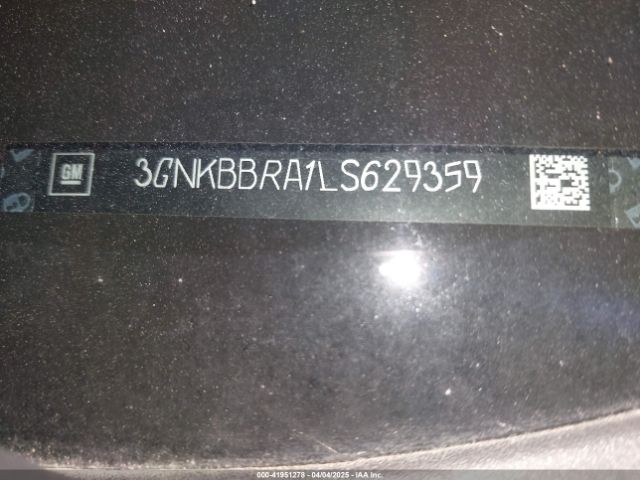 GM 3GNKBBRA1LS629359
000-41951278 - 04/04/2025 - IAA Inc. ©